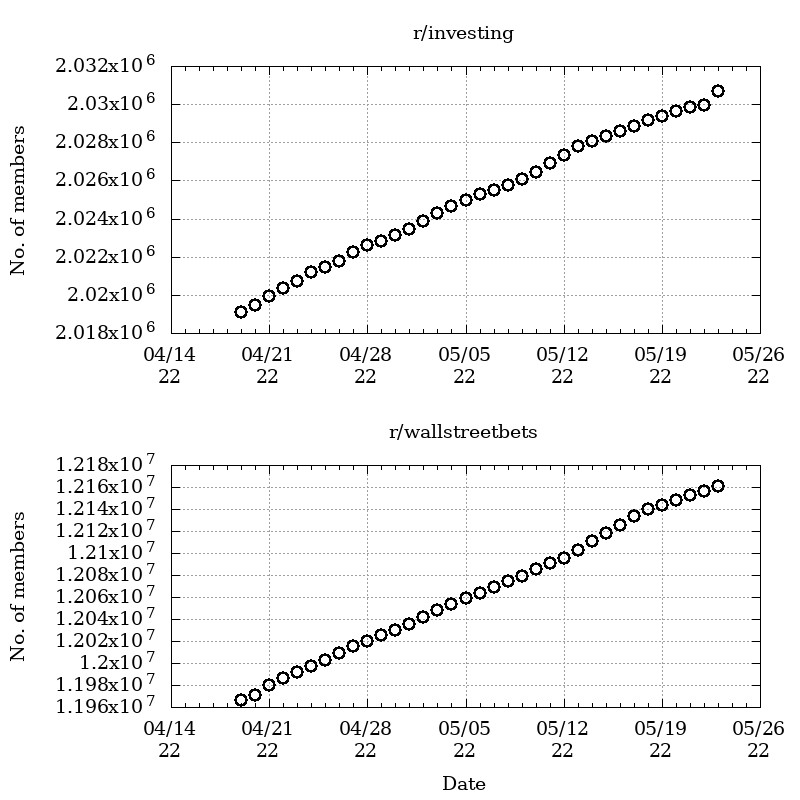 r/investing
2.032x10^6
2.03x10^6
2.028x10^6
2.026x10^6
2.024x10^6
2.022x10^6
2.02x10^6
2.018x10^6
No. of members
04/14 04/21 04/28 05/05 05/12 05/19 05/26
22 22 22 22 22 22 22
r/wallstreetbets
1.218x10^7
1.216x10^7
1.214x10^7
1.212x10^7
1.21x10^7
1.208x10^7
1.206x10^7
1.204x10^7
1.202x10^7
1.2x10^7
1.198x10^7
1.196x10^7
No. of members
04/14 04/21 04/28 05/05 05/12 05/19 05/26
22 22 22 22 22 22 22
Date